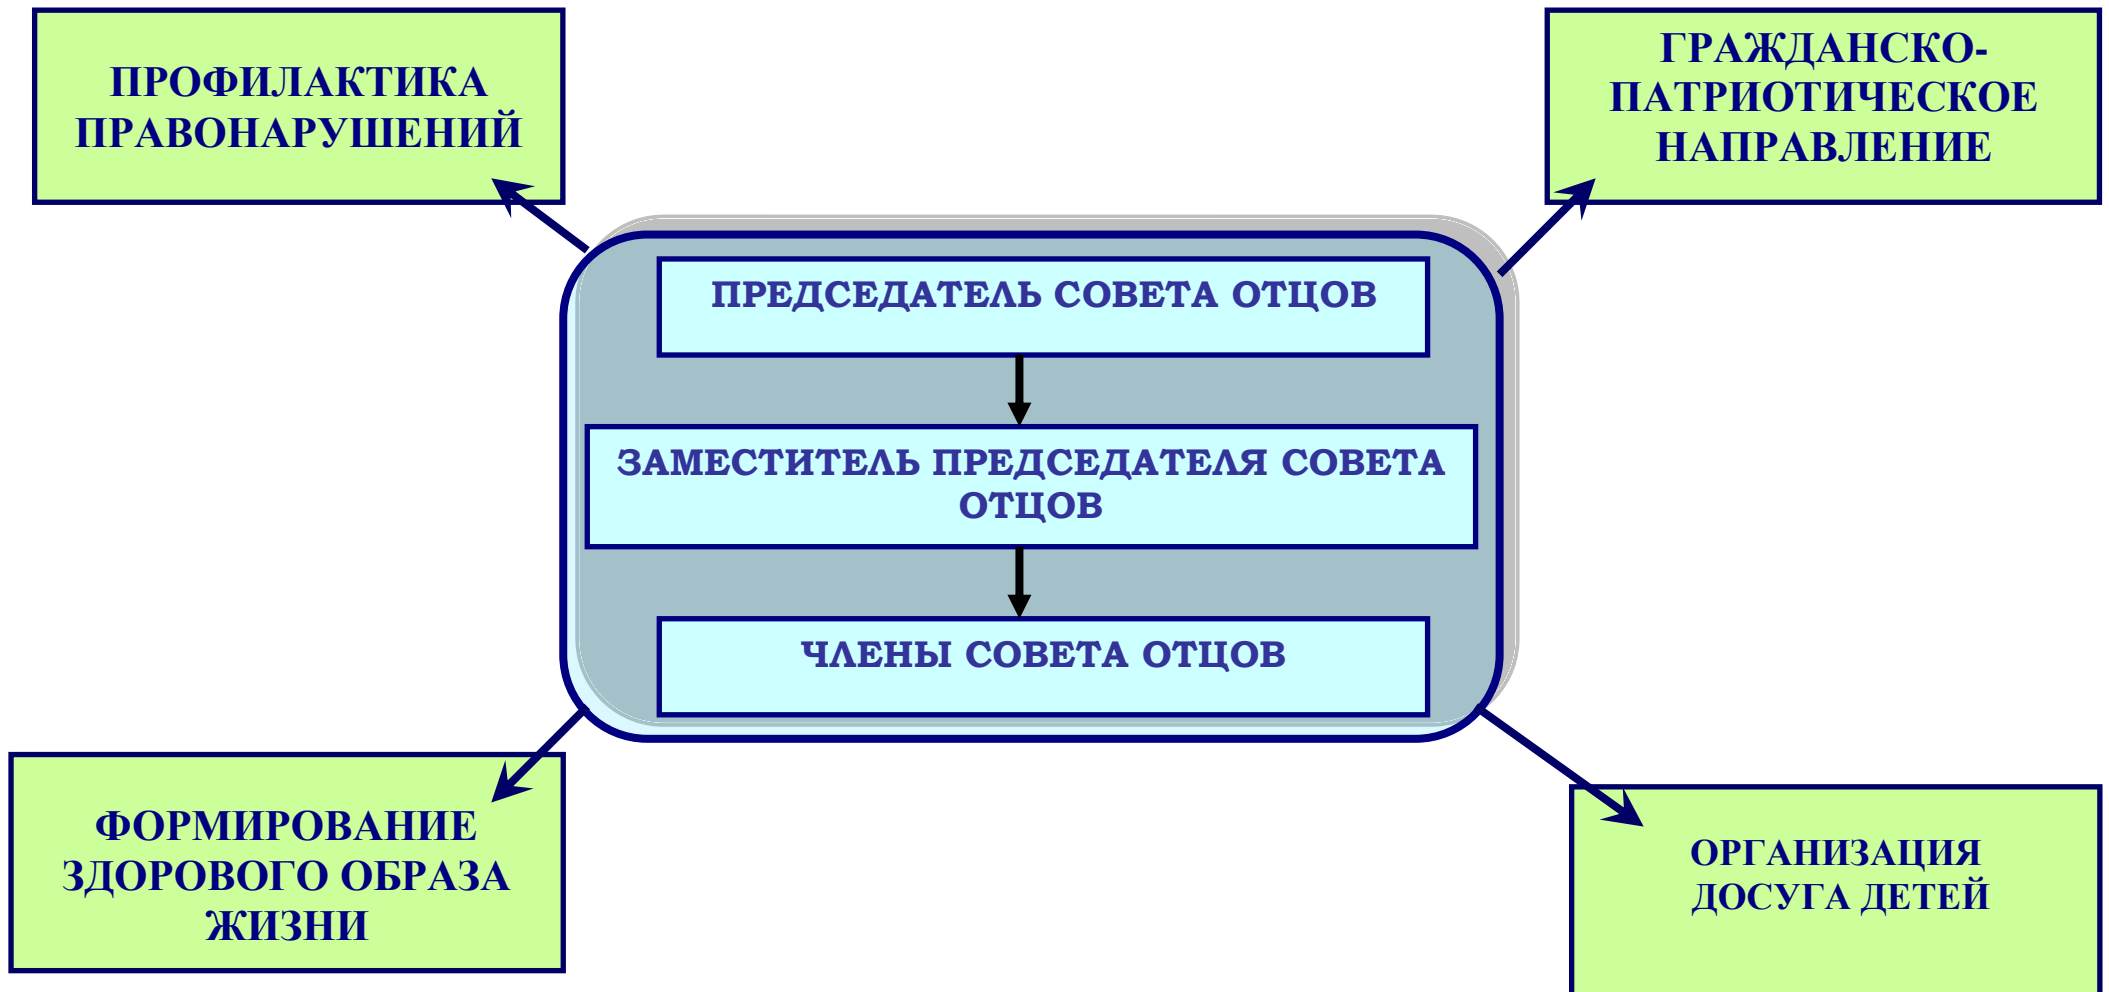 ПРОФИЛАКТИКА
ПРАВОНАРУШЕНИЙ
ГРАЖДАНСКО-
ПАТРИОТИЧЕСКОЕ
НАПРАВЛЕНИЕ
ПРЕДСЕДАТЕЛЬ СОВЕТА ОТЦОВ
ЗАМЕСТИТЕЛЬ ПРЕДСЕДАТЕЛЯ СОВЕТА
ОТЦОВ
ЧЛЕНЫ СОВЕТА ОТЦОВ
ФОРМИРОВАНИЕ
ЗДОРОВОГО ОБРАЗА
ЖИЗНИ
ОРГАНИЗАЦИЯ
ДОСУГА ДЕТЕЙ